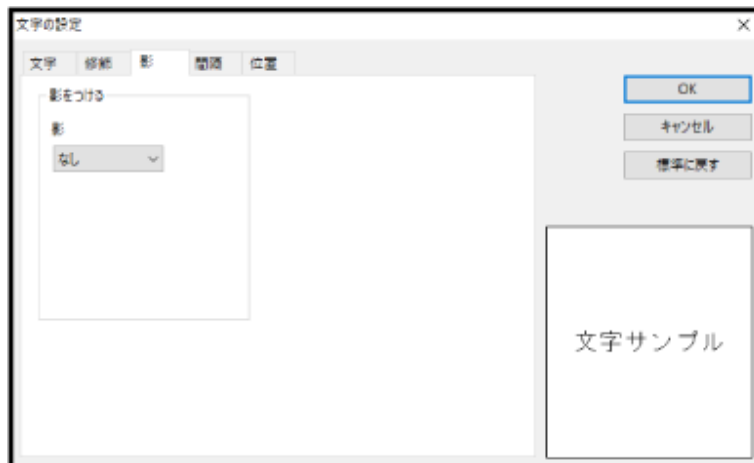 文字の設定
文字 修飾 影 間隔 位置
影をつける
影
なし
OK
キャンセル
標準に戻す
文字サンプル